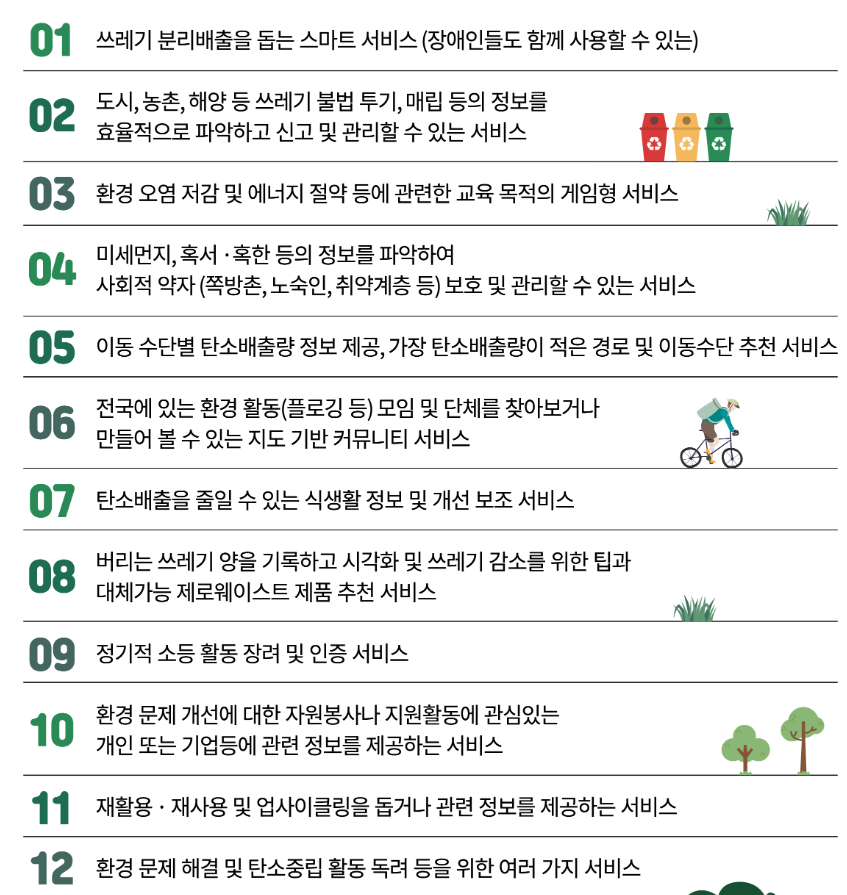 01 쓰레기 분리배출을 돕는 스마트 서비스 (장애인들도 함께 사용할 수 있는)
02 도시, 농촌, 해양 등 쓰레기 불법 투기, 매립 등의 정보를
효율적으로 파악하고 신고 및 관리할 수 있는 서비스
03 환경 오염 저감 및 에너지 절약 등에 관련한 교육 목적의 게임형 서비스
04 미세먼지, 혹서 · 혹한 등의 정보를 파악하여
사회적 약자 (쪽방촌, 노숙인, 취약계층 등) 보호 및 관리할 수 있는 서비스
05 이동 수단별 탄소배출량 정보 제공, 가장 탄소배출량이 적은 경로 및 이동수단 추천 서비스
06 전국에 있는 환경 활동(플로깅 등) 모임 및 단체를 찾아보거나
만들어 볼 수 있는 지도 기반 커뮤니티 서비스
07 탄소배출을 줄일 수 있는 식생활 정보 및 개선 보조 서비스
08 버리는 쓰레기 양을 기록하고 시각화 및 쓰레기 감소를 위한 팁과
대체가능 제로웨이스트 제품 추천 서비스
09 정기적 소등 활동 장려 및 인증 서비스
10 환경 문제 개선에 대한 자원봉사나 지원활동에 관심있는
개인 또는 기업등에 관련 정보를 제공하는 서비스
11 재활용 · 재사용 및 업사이클링을 돕거나 관련 정보를 제공하는 서비스
12 환경 문제 해결 및 탄소중립 활동 독려 등을 위한 여러 가지 서비스